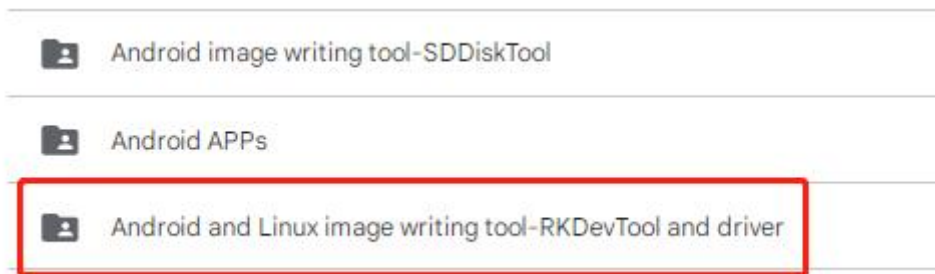 Android image writing tool-SDDiskTool
Android APPs
Android and Linux image writing tool-RKDevTool and driver